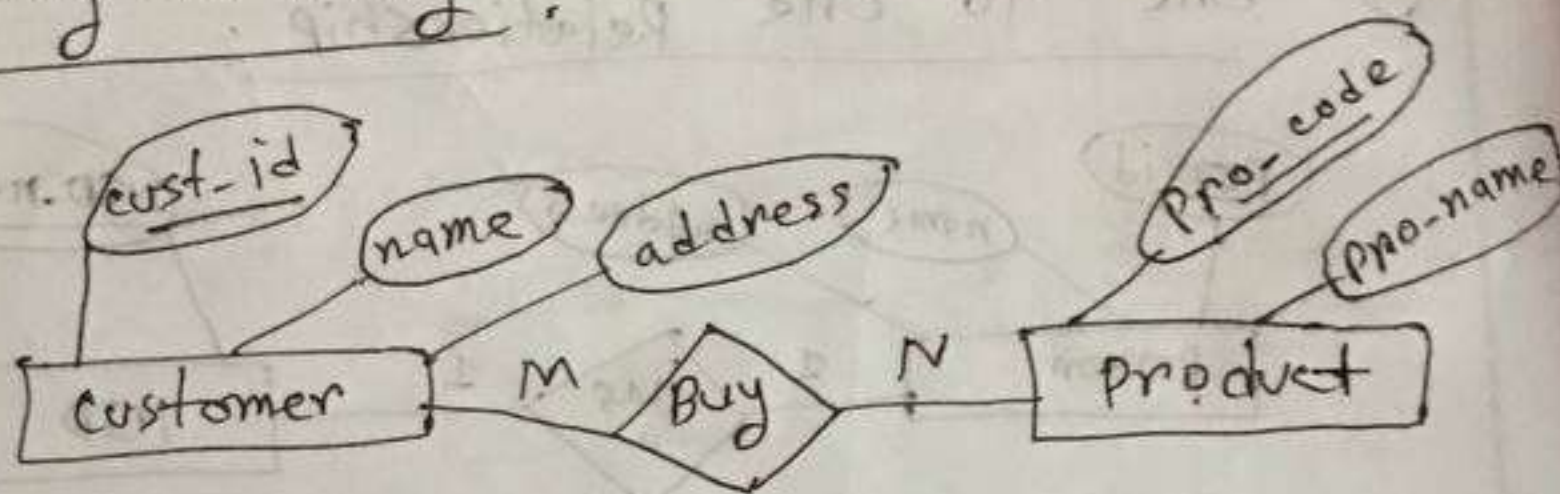 cust_id
name
address
Pro_code
pro-name
customer
M
Buy
N
product